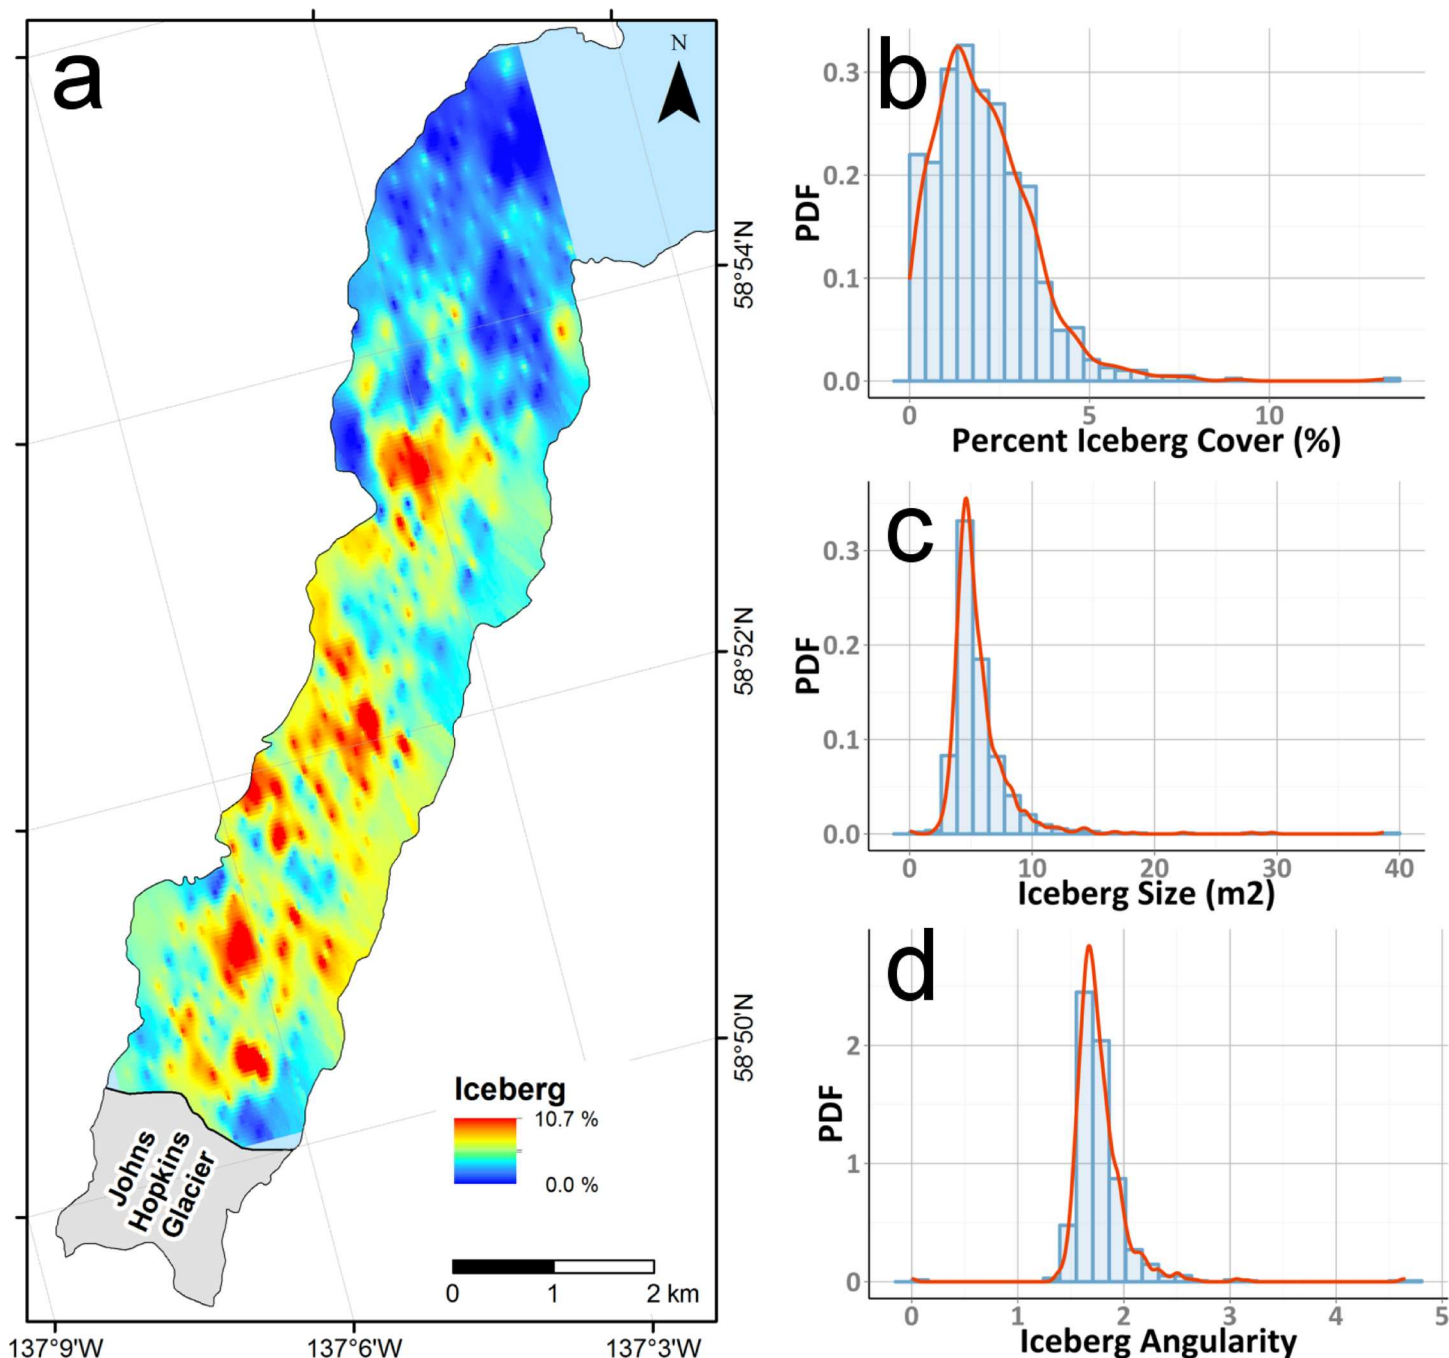 a
N
58°54'N
58°52'N
58°50'N
Iceberg
10.7 %
0.0 %
Johns
Hopkins
Glacier
0 1 2 km
137°9'W 137°6'W 137°3'W
b
PDF
0.3
0.2
0.1
0.0
0 5 10
Percent Iceberg Cover (%)
c
PDF
0.3
0.2
0.1
0.0
0 10 20 30 40
Iceberg Size (m2)
d
PDF
2
1
0
0 1 2 3 4 5
Iceberg Angularity